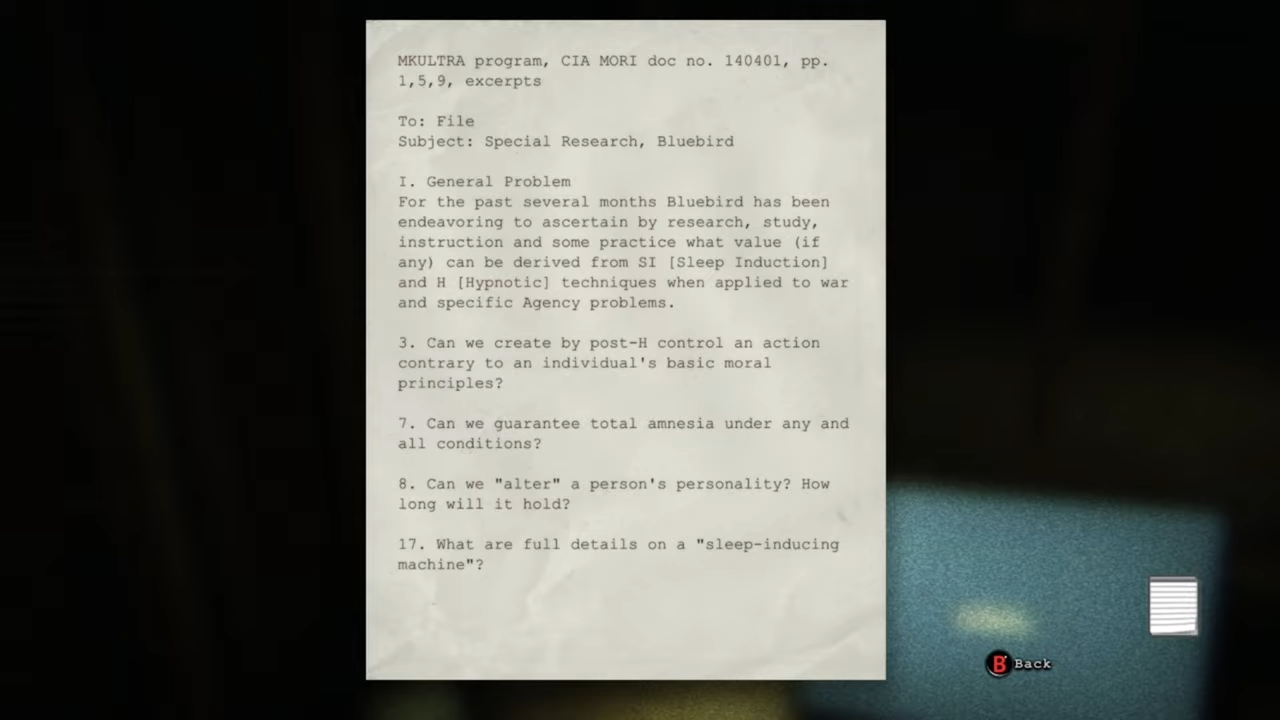 MKULTRA program, CIA MORI doc no. 140401, pp.
1,5,9, excerpts
To: File
Subject: Special Research, Bluebird
I. General Problem
For the past several months Bluebird has been
endeavoring to ascertain by research, study,
instruction and some practice what value (if
any) can be derived from SI [Sleep Induction]
and H [Hypnotic] techniques when applied to war
and specific Agency problems.
3. Can we create by post-H control an action
contrary to an individual's basic moral
principles?
7. Can we guarantee total amnesia under any and
all conditions?
8. Can we "alter" a person's personality? How
long will it hold?
17. What are full details on a "sleep-inducing
machine"?
B Back